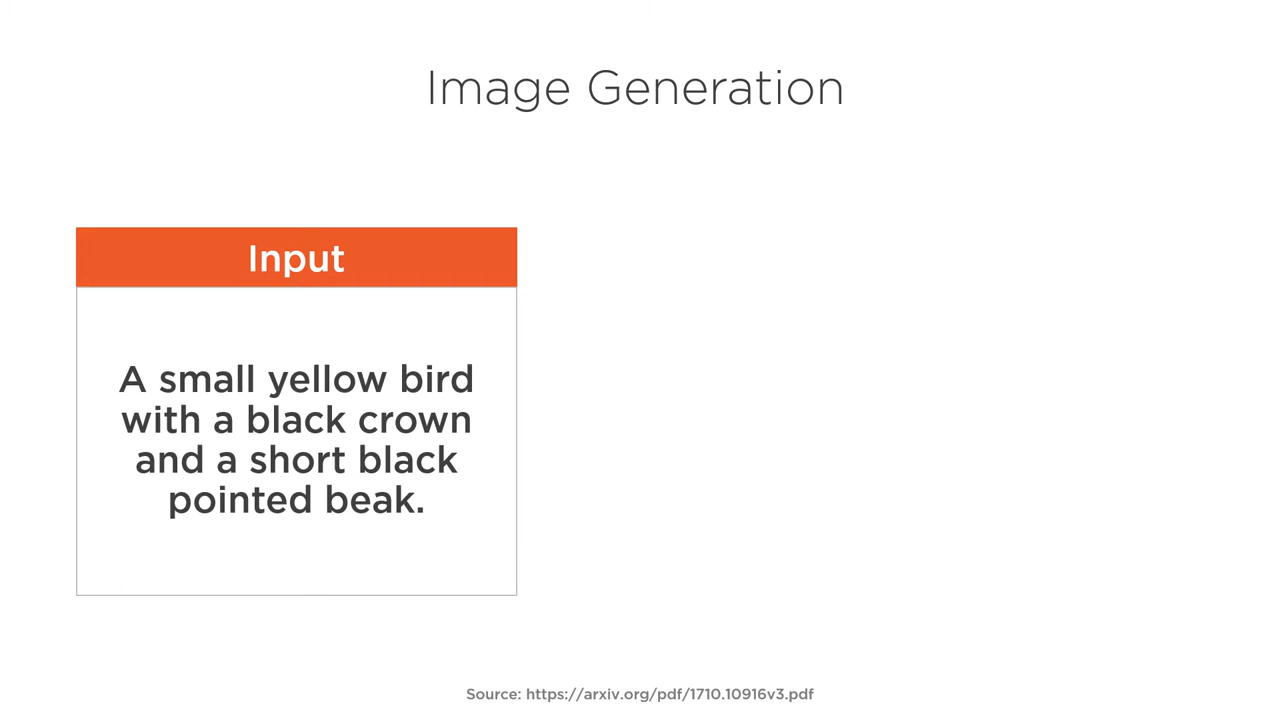 Image Generation
Input
A small yellow bird
with a black crown
and a short black
pointed beak.
Source: https://arxiv.org/pdf/1710.10916v3.pdf